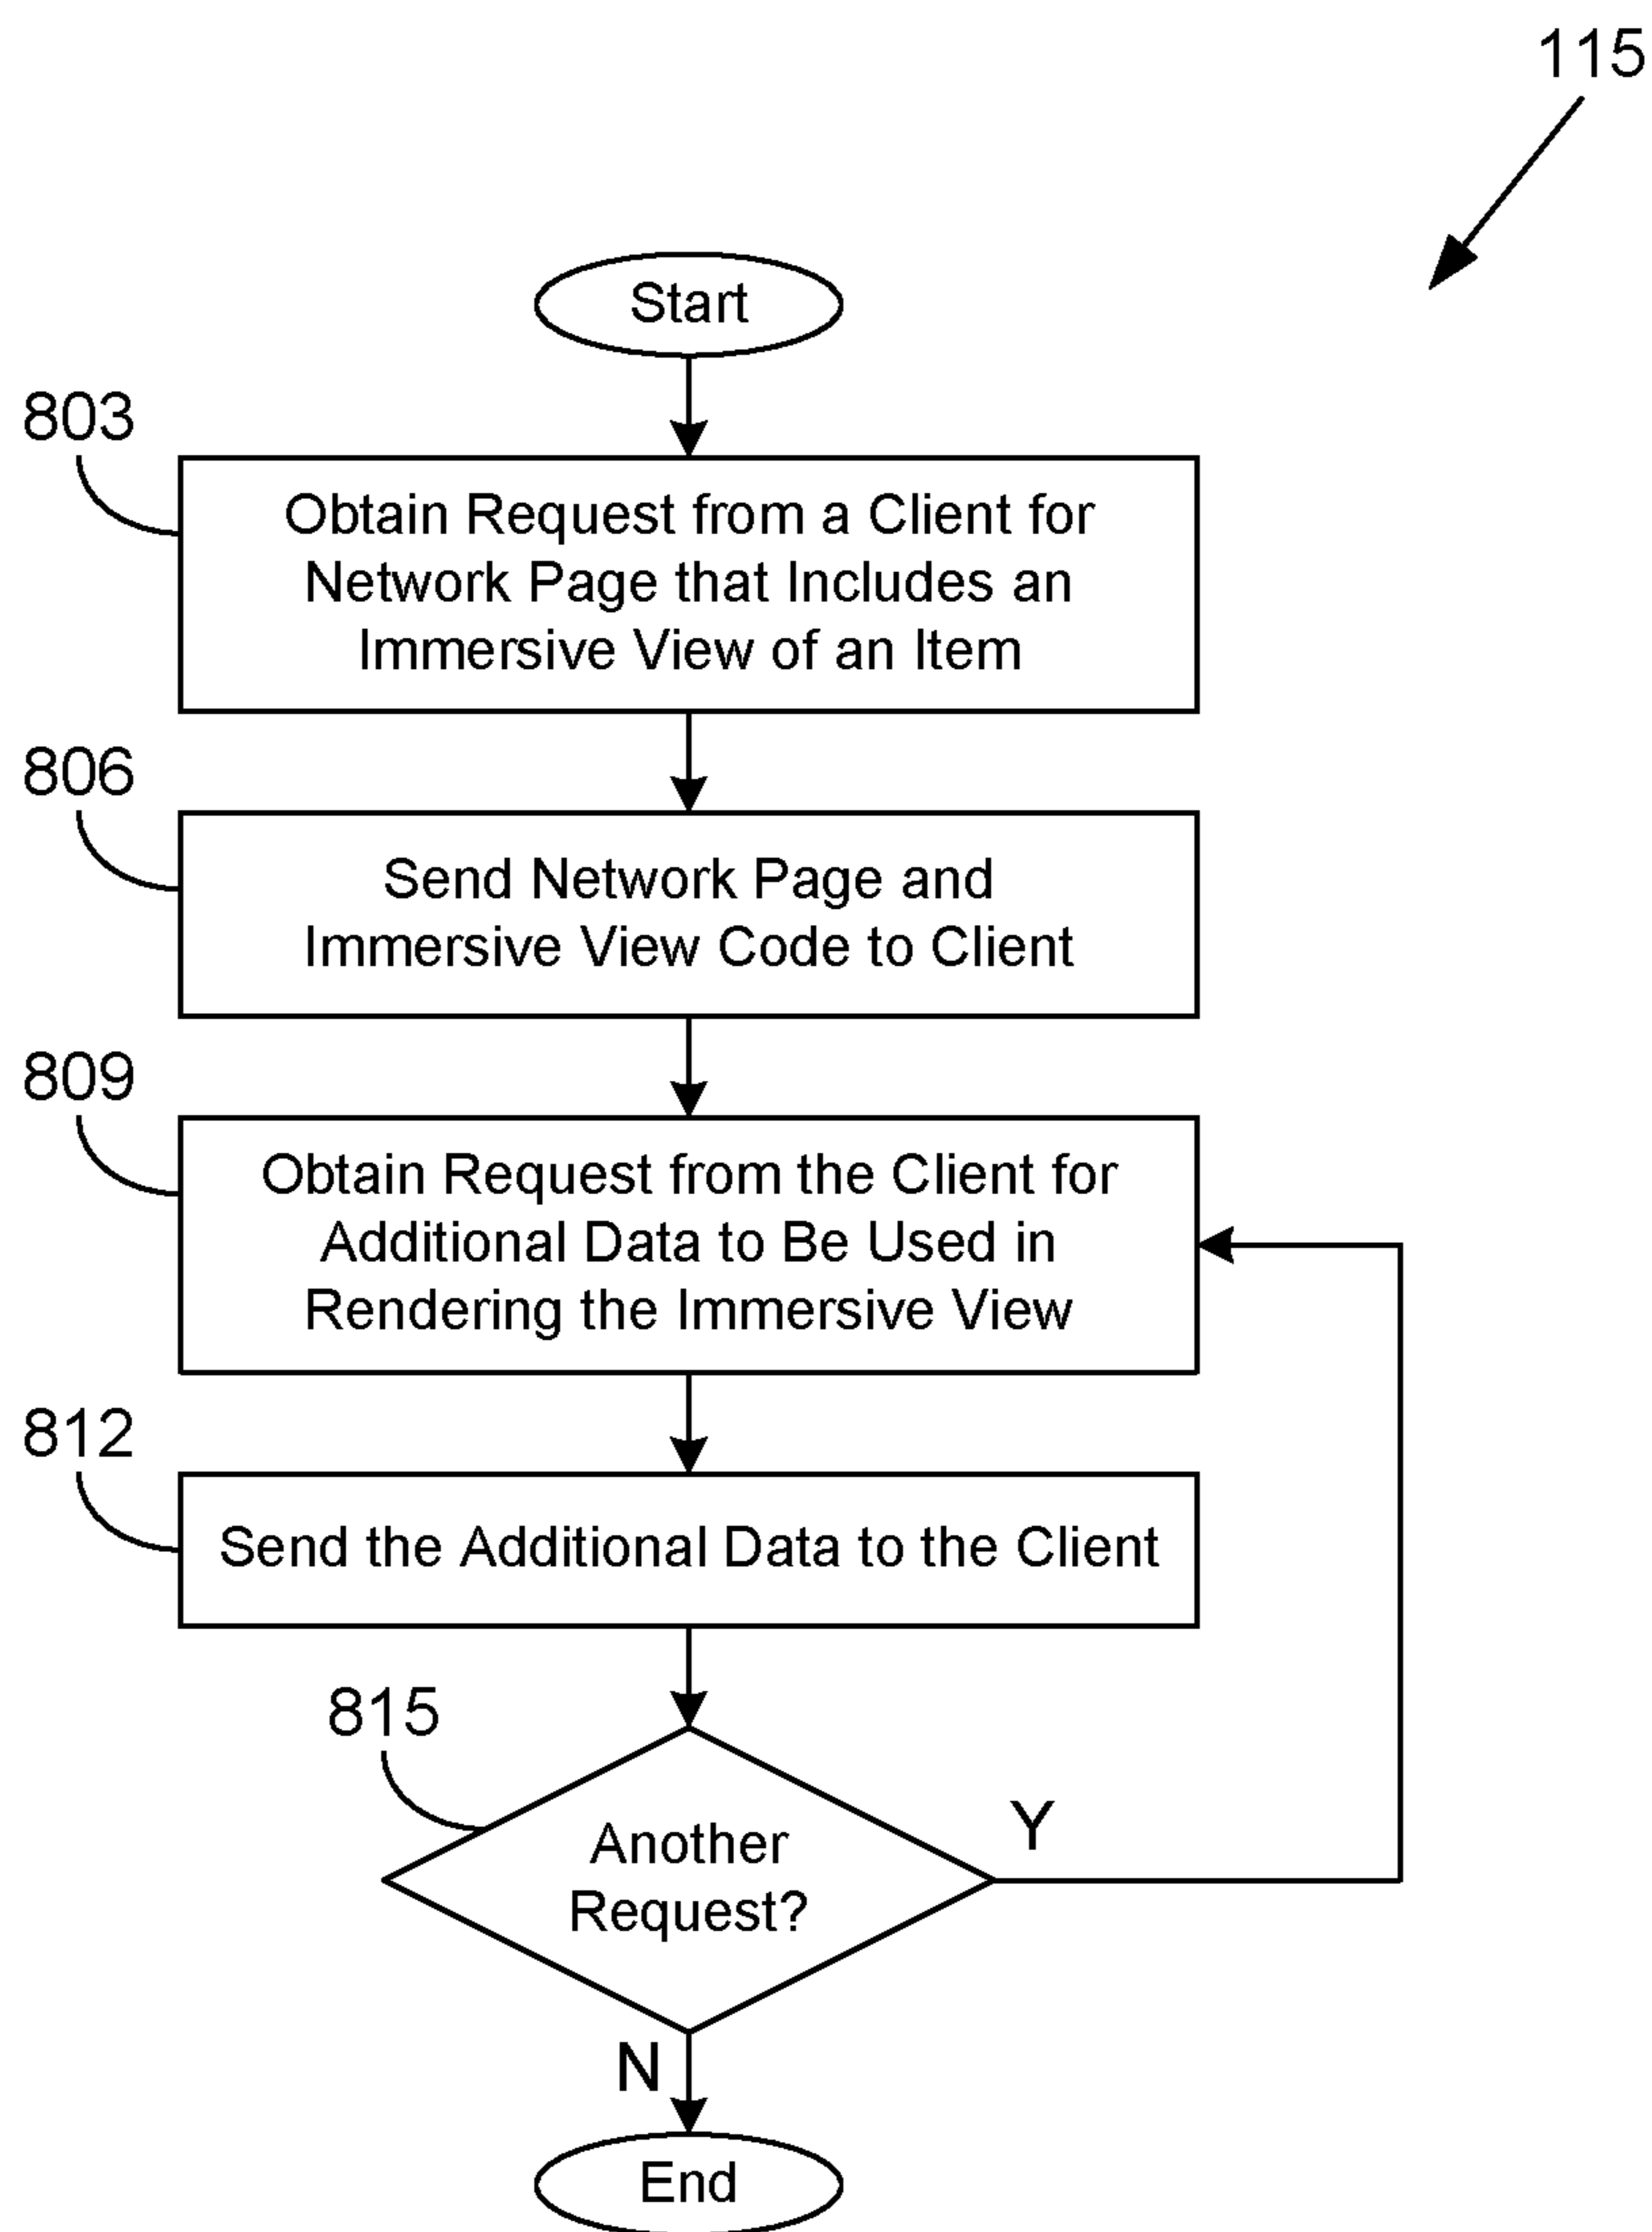 115
Start
803
Obtain Request from a Client for
Network Page that Includes an
Immersive View of an Item
806
Send Network Page and
Immersive View Code to Client
809
Obtain Request from the Client for
Additional Data to Be Used in
Rendering the Immersive View
812
Send the Additional Data to the Client
815
Another
Request?
Y
N
End